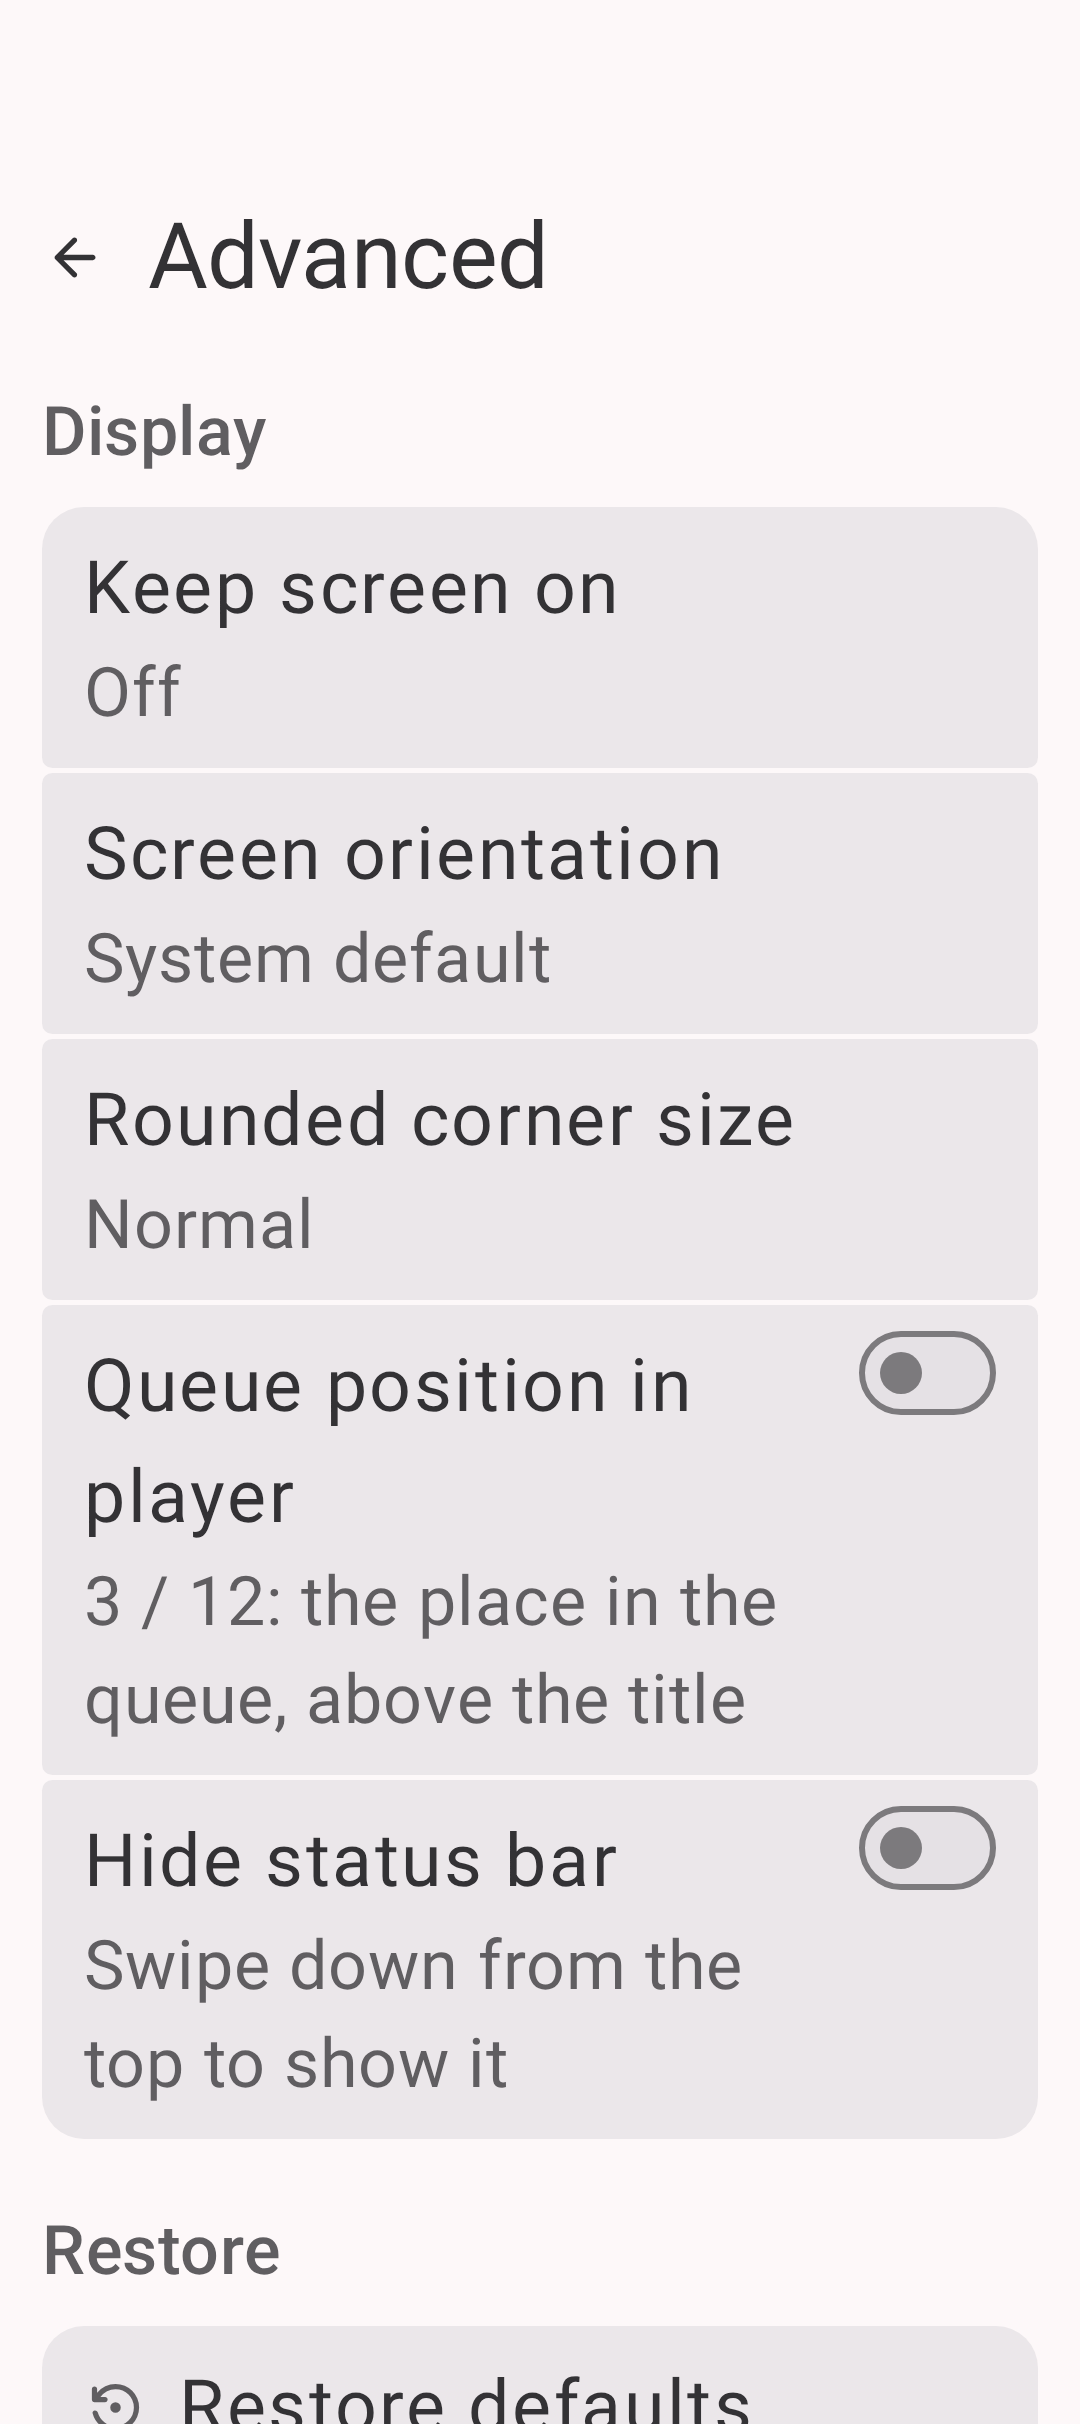 Advanced
Display
Keep screen on
Off
Screen orientation
System default
Rounded corner size
Normal
Queue position in
player
3 / 12: the place in the
queue, above the title
Hide status bar
Swipe down from the
top to show it
Restore
Restore defaults